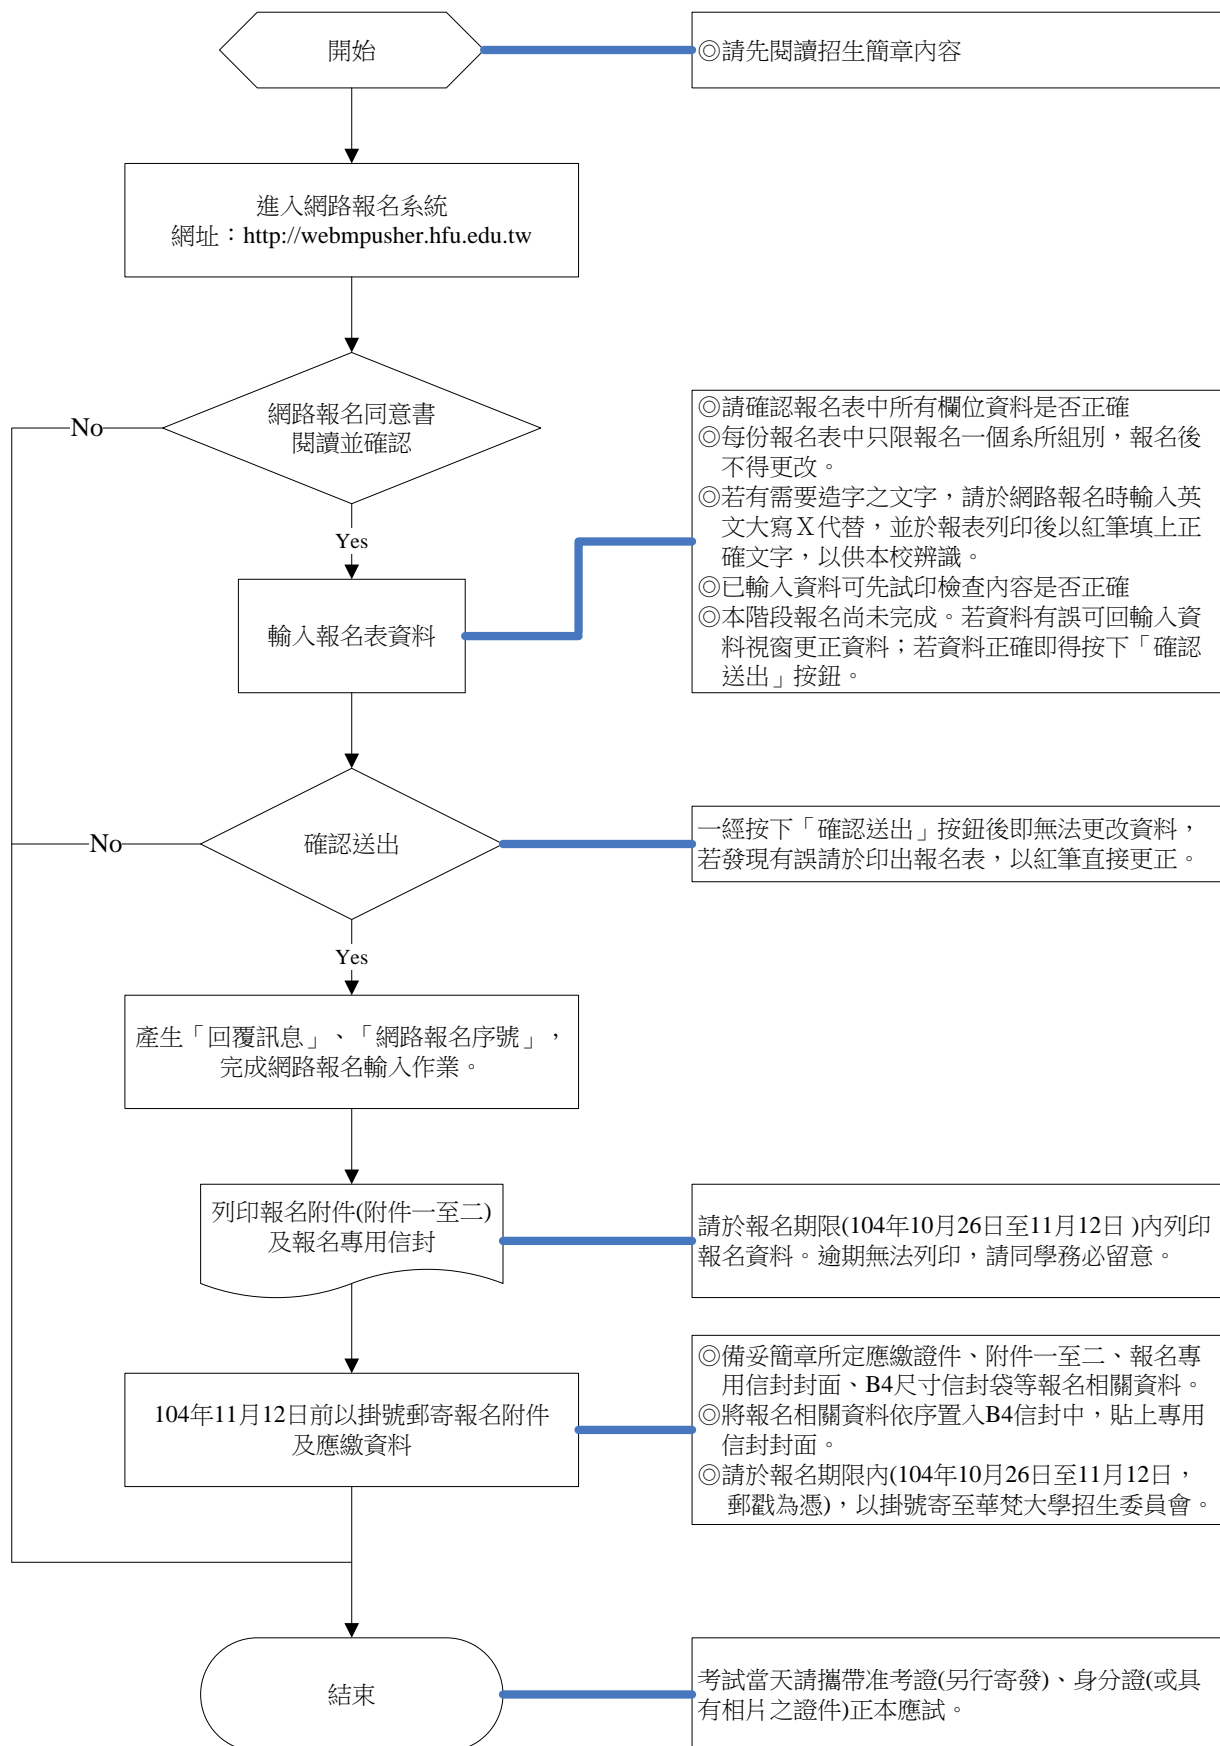 開始
◎請先閱讀招生簡章內容
進入網路報名系統
網址：http://webmpusher.hfu.edu.tw
網路報名同意書
閱讀並確認
No
Yes
◎請確認報名表中所有欄位資料是否正確
◎每份報名表中只限報名一個系所組別，報名後
不得更改。
◎若有需要造字之文字，請於網路報名時輸入英
文大寫Ｘ代替，並於報表列印後以紅筆填上正
確文字，以供本校辨識。
◎已輸入資料可先試印檢查內容是否正確
◎本階段報名尚未完成。若資料有誤可回輸入資
料視窗更正資料；若資料正確即得按下「確認
送出」按鈕。
輸入報名表資料
確認送出
No
Yes
一經按下「確認送出」按鈕後即無法更改資料，
若發現有誤請於印出報名表，以紅筆直接更正。
產生「回覆訊息」、「網路報名序號」，
完成網路報名輸入作業。
列印報名附件(附件一至二)
及報名專用信封
請於報名期限(104年10月26日至11月12日 )內列印
報名資料。逾期無法列印，請同學務必留意。
104年11月12日前以掛號郵寄報名附件
及應繳資料
◎備妥簡章所定應繳證件、附件一至二、報名專
用信封封面、B4尺寸信封袋等報名相關資料。
◎將報名相關資料依序置入B4信封中，貼上專用
信封封面。
◎請於報名期限內(104年10月26日至11月12日，
郵戳為憑)，以掛號寄至華梵大學招生委員會。
結束
考試當天請攜帶准考證(另行寄發)、身分證(或具
有相片之證件)正本應試。